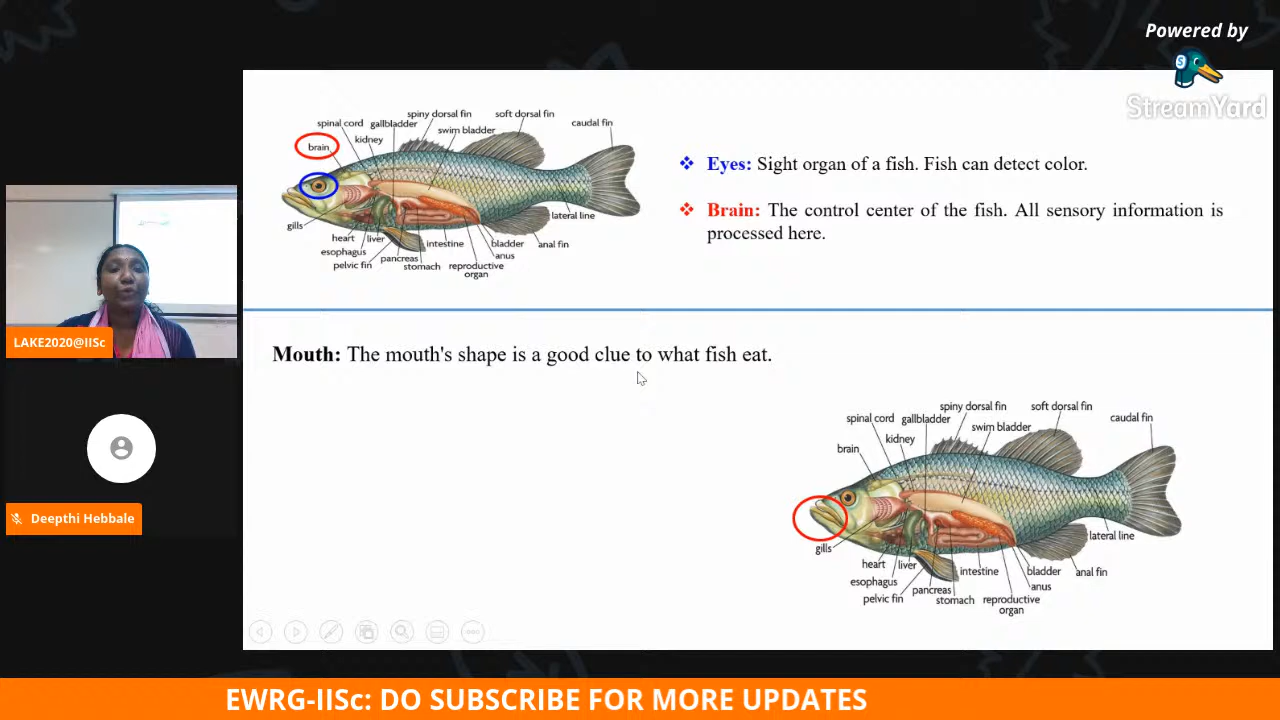 Powered by
StreamYard
spiny dorsal fin
soft dorsal fin
spinal cord
gallbladder
swim bladder
caudal fin
kidney
brain
gills
lateral line
heart
liver
intestine
bladder
anal fin
esophagus
pancreas
anus
pelvic fin
stomach
reproductive
organ
❖ Eyes: Sight organ of a fish. Fish can detect color.
❖ Brain: The control center of the fish. All sensory information is
processed here.
LAKE2020@IISc
Mouth: The mouth's shape is a good clue to what fish eat.
spiny dorsal fin
soft dorsal fin
spinal cord
gallbladder
swim bladder
caudal fin
kidney
brain
gills
lateral line
heart
liver
intestine
bladder
anal fin
esophagus
pancreas
anus
pelvic fin
stomach
reproductive
organ
Deepthi Hebbale
EWRG-IISc: DO SUBSCRIBE FOR MORE UPDATES